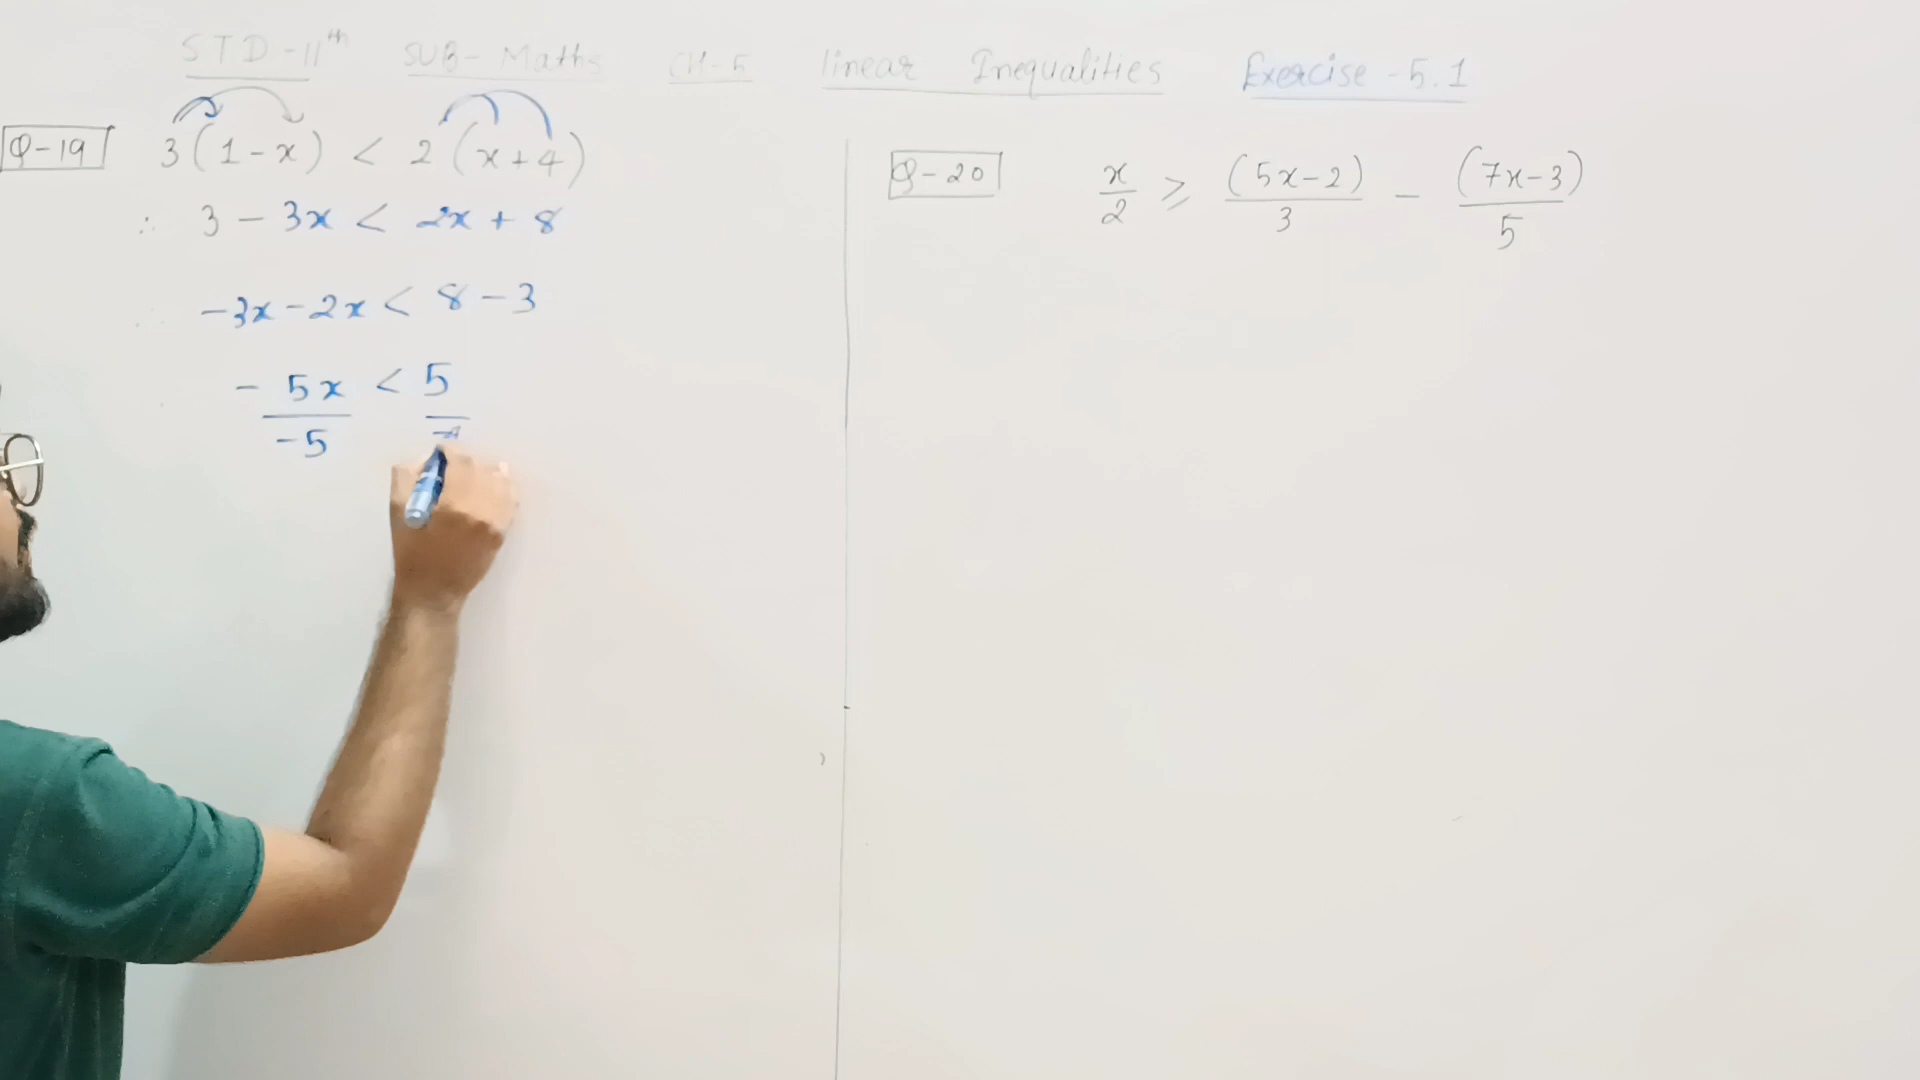 STD-11th SUB- Maths CH-5 linear Inequalities Exercise -5.1
Q-19 3(1-x) < 2(x+4)
∴ 3 - 3x < 2x + 8
∴ -3x-2x < 8-3
- 5x < 5
-5
Q-20 x/2 ⩾ (5x-2)/3 - (7x-3)/5